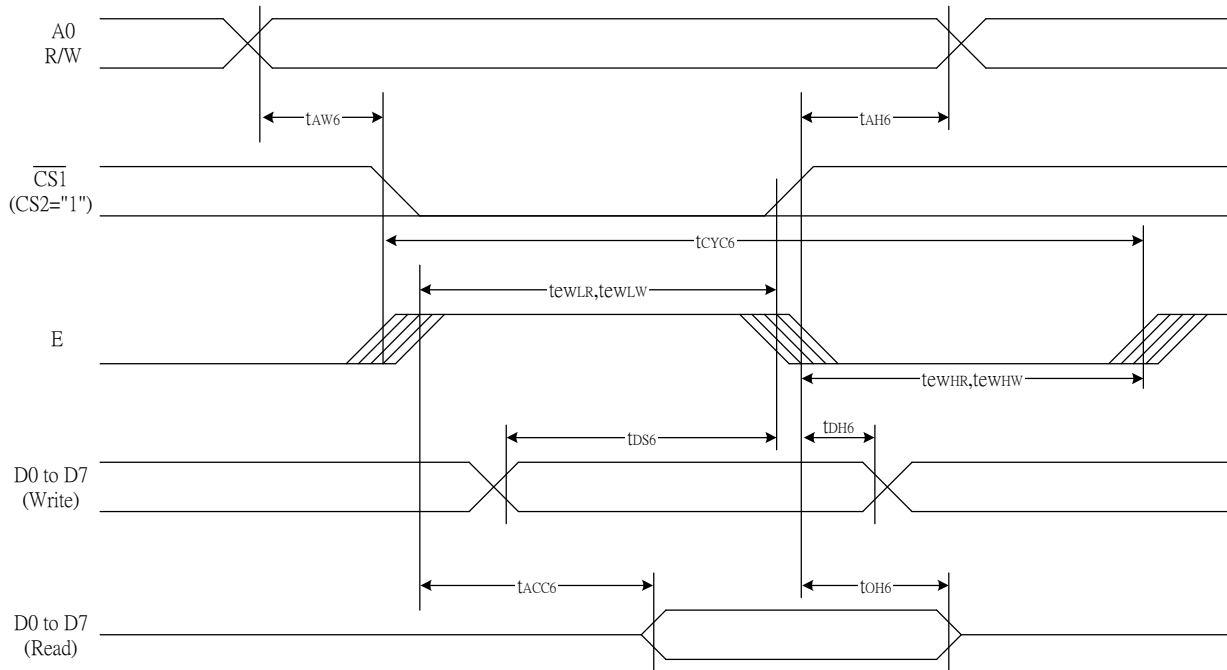 A0
R/W
tAW6
tAH6
CS1
(CS2="1")
tCYC6
tewLR,tewLW
E
tewHR,tewHW
tDS6
tDH6
D0 to D7
(Write)
tACC6
tOH6
D0 to D7
(Read)